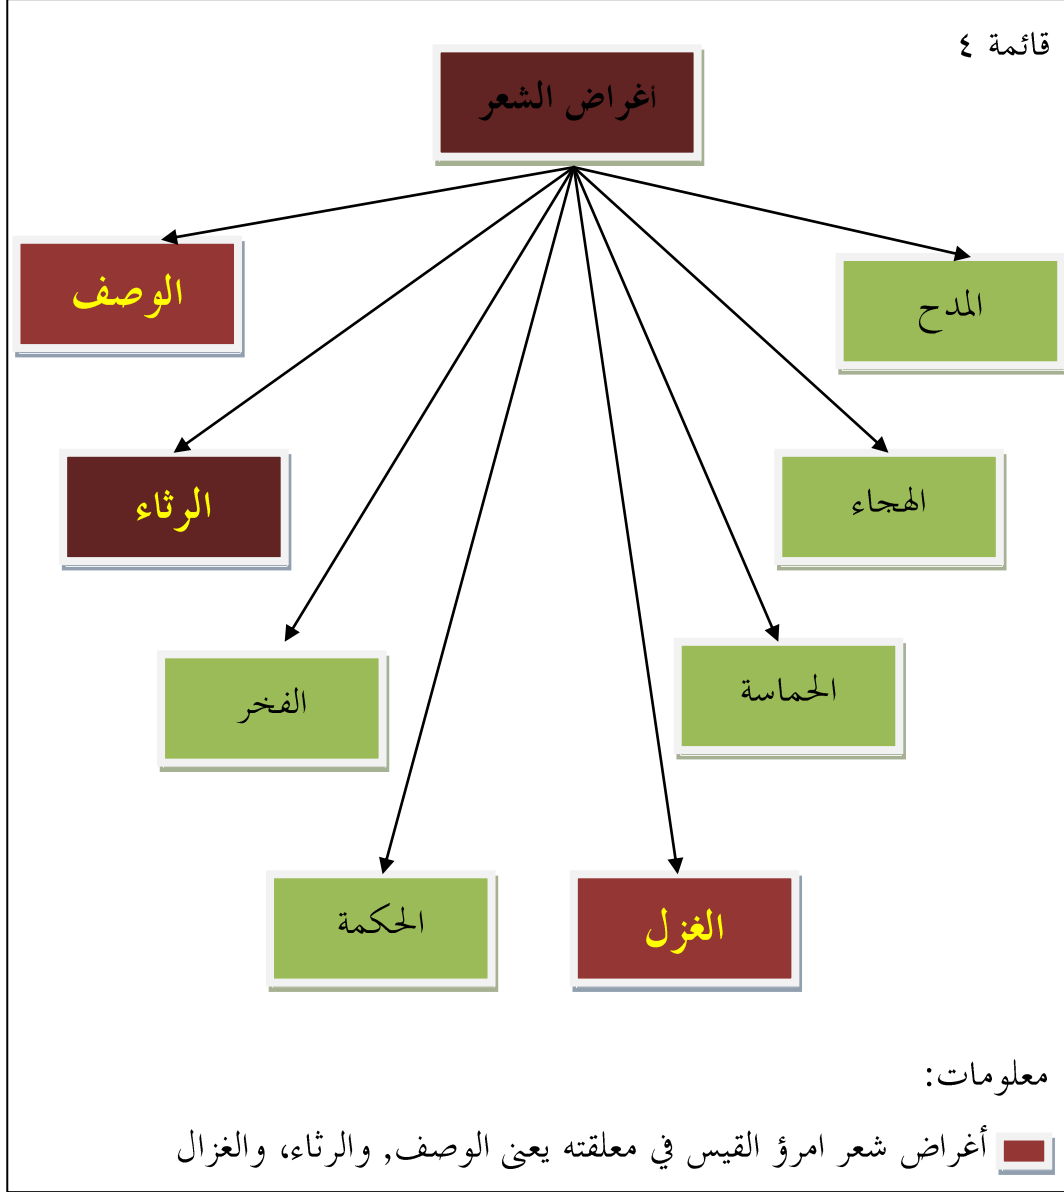 قائمة ٤
أغراض الشعر
الوصف
المدح
الرثاء
الهجاء
الفخر
الحماسة
الحكمة
الغزل
معلومات:
أغراض شعر امرؤ القيس في معلقته يعنى الوصف, والرثاء، والغزال